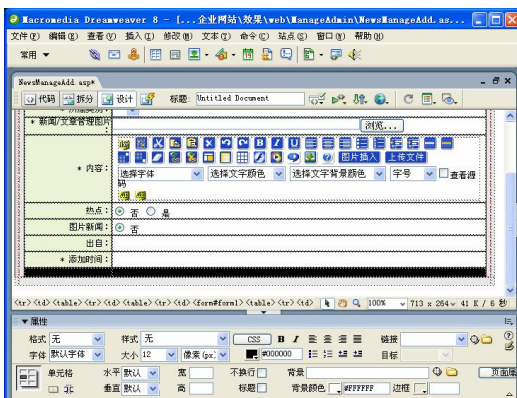 Macromedia Dreamweaver 8 - [...企业网站\效果\web\ManageAdmin\NewsManageAdd.as...
文件(F) 编辑(E) 查看(V) 插入(I) 修改(M) 文本(T) 命令(C) 站点(S) 窗口(W) 帮助(H)
常用
NewsManageAdd.asp*
代码 拆分 设计 标题: Untitled Document
* 新闻/文章管理图片: 浏览...
图片插入 上传文件
* 内容: 选择字体 选择文字颜色 选择文字背景颜色 字号 查看源码
热点: 否 是
图片新闻: 否
出自:
* 添加时间:
<tr><td><table><tr><td><table><tr><td><form#form1><table><tr><td> 100% 713 x 264 41 K / 6 秒
属性
格式 无 样式 无 CSS B I 链接
字体 默认字体 大小 12 像素(px) #000000 目标
单元格 水平 默认 宽 不换行 背景 页面属
垂直 默认 高 标题 背景颜色 #FFFFFF 边框